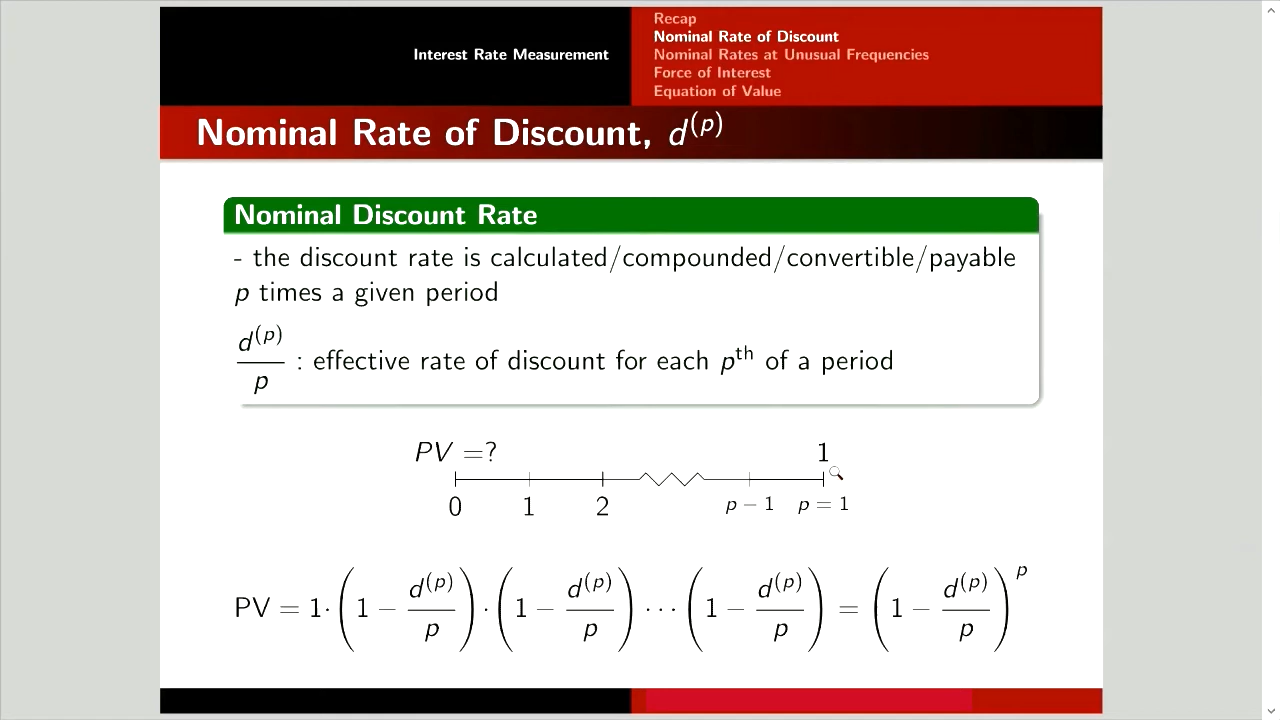 Interest Rate Measurement
Recap
Nominal Rate of Discount
Nominal Rates at Unusual Frequencies
Force of Interest
Equation of Value
Nominal Rate of Discount, d^(p)
Nominal Discount Rate
- the discount rate is calculated/compounded/convertible/payable
p times a given period
d^(p)/p : effective rate of discount for each p^th of a period
PV =? 1
0 1 2 p − 1 p = 1
PV = 1· (1 − d^(p)/p) · (1 − d^(p)/p) ··· (1 − d^(p)/p) = (1 − d^(p)/p)^p